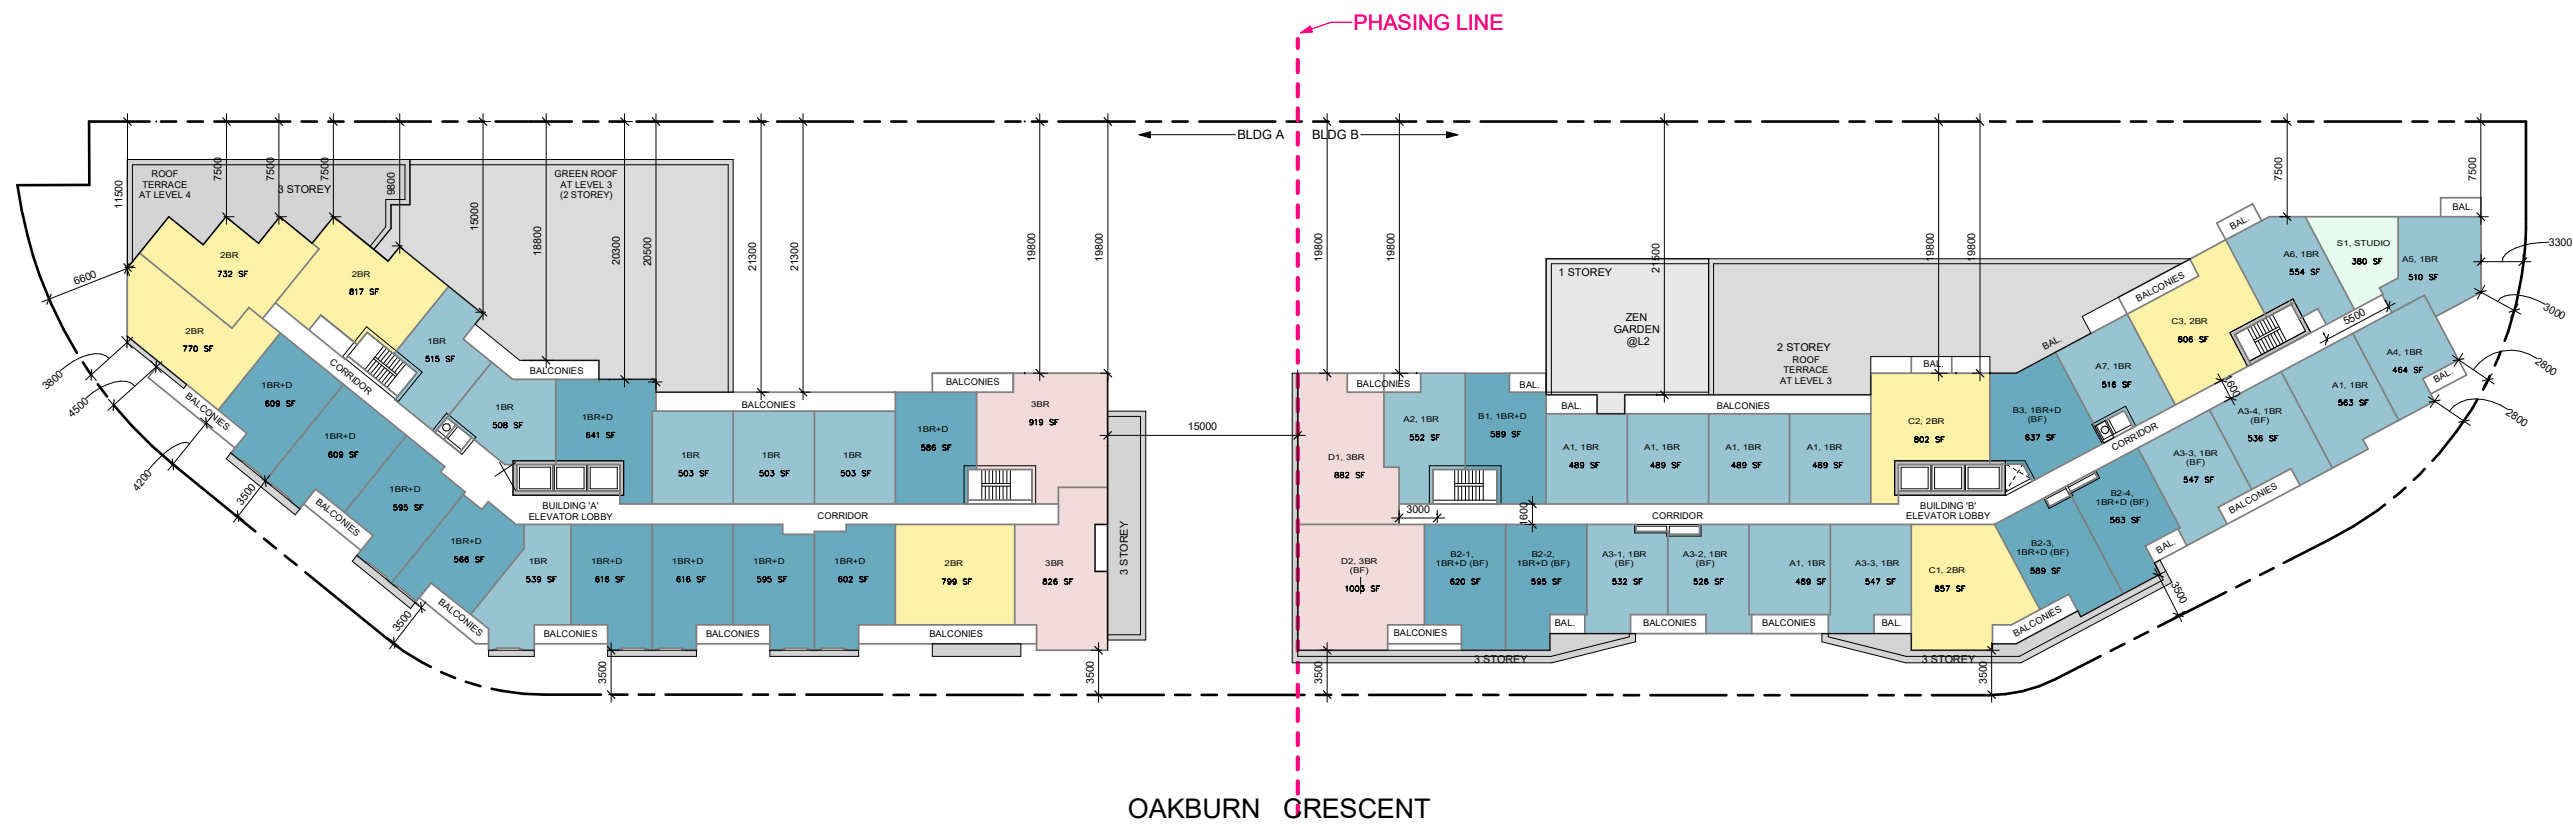 PHASING LINE
BLDG A
BLDG B
11500
7500
7500
7500
9800
15000
18800
20300
20500
21300
21300
19800
19800
19800
19800
21500
19800
19800
7500
7500
ROOF
TERRACE
AT LEVEL 4
3 STOREY
GREEN ROOF
AT LEVEL 3
(2 STOREY)
6600
3800
4500
4200
3500
3500
3500
3500
2BR
732 SF
2BR
817 SF
2BR
770 SF
1BR
515 SF
1BR
508 SF
BALCONIES
1BR+D
641 SF
BALCONIES
1BR
503 SF
1BR
503 SF
1BR
503 SF
1BR+D
586 SF
BALCONIES
3BR
919 SF
CORRIDOR
BALCONIES
1BR+D
609 SF
1BR+D
609 SF
1BR+D
595 SF
1BR+D
566 SF
BALCONIES
BALCONIES
BUILDING 'A'
ELEVATOR LOBBY
CORRIDOR
1BR
539 SF
1BR+D
616 SF
1BR+D
616 SF
1BR+D
595 SF
1BR+D
602 SF
2BR
799 SF
3BR
826 SF
3 STOREY
BALCONIES
BALCONIES
BALCONIES
15000
1 STOREY
ZEN
GARDEN
@L2
2 STOREY
ROOF
TERRACE
AT LEVEL 3
D1, 3BR
882 SF
BALCONIES
A2, 1BR
552 SF
B1, 1BR+D
589 SF
BAL.
BAL.
BALCONIES
A1, 1BR
489 SF
A1, 1BR
489 SF
A1, 1BR
489 SF
A1, 1BR
489 SF
BAL.
C2, 2BR
802 SF
B3, 1BR+D
(BF)
637 SF
BAL.
A7, 1BR
516 SF
BALCONIES
C3, 2BR
806 SF
BAL.
A6, 1BR
554 SF
S1, STUDIO
380 SF
BAL.
A5, 1BR
510 SF
3300
3000
2800
2800
5500
1600
A4, 1BR
464 SF
BAL.
A1, 1BR
563 SF
A3-4, 1BR
(BF)
536 SF
A3-3, 1BR
(BF)
547 SF
BALCONIES
CORRIDOR
B2-4,
1BR+D (BF)
563 SF
B2-3,
1BR+D (BF)
589 SF
BAL.
3500
BALCONIES
3000
1600
CORRIDOR
BUILDING 'B'
ELEVATOR LOBBY
D2, 3BR
(BF)
1003 SF
B2-1,
1BR+D (BF)
620 SF
B2-2,
1BR+D (BF)
595 SF
A3-1, 1BR
(BF)
532 SF
A3-2, 1BR
(BF)
526 SF
A1, 1BR
489 SF
A3-3, 1BR
547 SF
C1, 2BR
857 SF
BALCONIES
BAL.
BALCONIES
BALCONIES
BAL.
3 STOREY
3 STOREY
3500
3500
OAKBURN CRESCENT